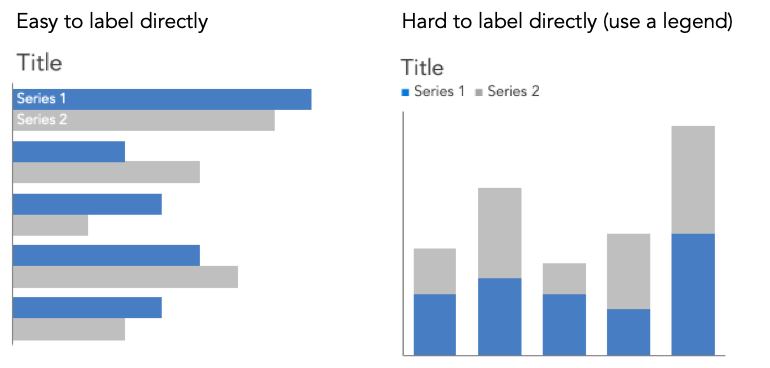 Easy to label directly
Title
Series 1
Series 2
Hard to label directly (use a legend)
Title
Series 1 Series 2